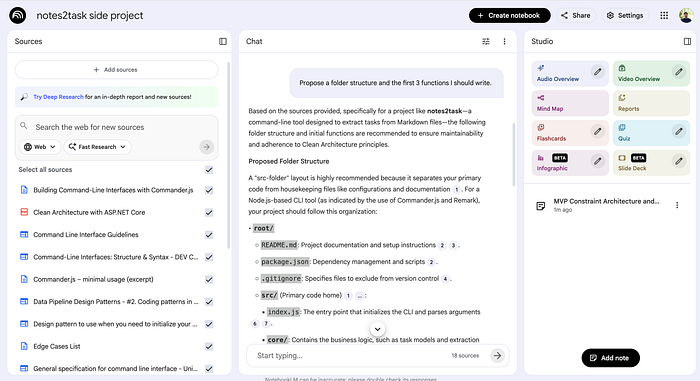 notes2task side project
+ Create notebook
Share
Settings
Sources
+ Add sources
Try Deep Research for an in-depth report and new sources!
Search the web for new sources
Web
Fast Research
Select all sources
Building Command-Line Interfaces with Commander.js
Clean Architecture with ASP.NET Core
Command Line Interface Guidelines
Command-Line Interfaces: Structure & Syntax - DEV C...
Commander.js – minimal usage (excerpt)
Data Pipeline Design Patterns - #2. Coding patterns in ...
Design pattern to use when you need to initialize your ...
Edge Cases List
General specification for command line interface - Uni...
Chat
Propose a folder structure and the first 3 functions I should write.
Based on the sources provided, specifically for a project like notes2task—a
command-line tool designed to extract tasks from Markdown files—the following
folder structure and initial functions are recommended to ensure maintainability
and adherence to Clean Architecture principles.
Proposed Folder Structure
A "src-folder" layout is highly recommended because it separates your primary
code from housekeeping files like configurations and documentation 1 . For a
Node.js-based CLI tool (as indicated by the use of Commander.js and Remark),
your project should follow this organization:
• root/
◦ README.md: Project documentation and setup instructions 2 3 .
◦ package.json: Dependency management and scripts 2 .
◦ .gitignore: Specifies files to exclude from version control 4 .
◦ src/ (Primary code home) 1 ... :
▪ index.js: The entry point that initializes the CLI and parses arguments
6 7 .
▪ core/: Contains the business logic, such as task models and extraction
Start typing...
18 sources
NotebookLM can be inaccurate; please double check its responses.
Studio
Audio Overview
Video Overview
Mind Map
Reports
Flashcards
Quiz
BETA
Infographic
BETA
Slide Deck
MVP Constraint Architecture and...
1m ago
Add note